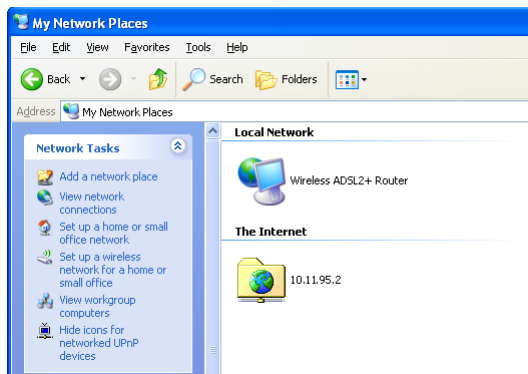 My Network Places
File Edit View Favorites Tools Help
Back Search Folders
Address My Network Places
Network Tasks
Add a network place
View network
connections
Set up a home or small
office network
Set up a wireless
network for a home or
small office
View workgroup
computers
Hide icons for
networked UPnP
devices
Local Network
Wireless ADSL2+ Router
The Internet
10.11.95.2